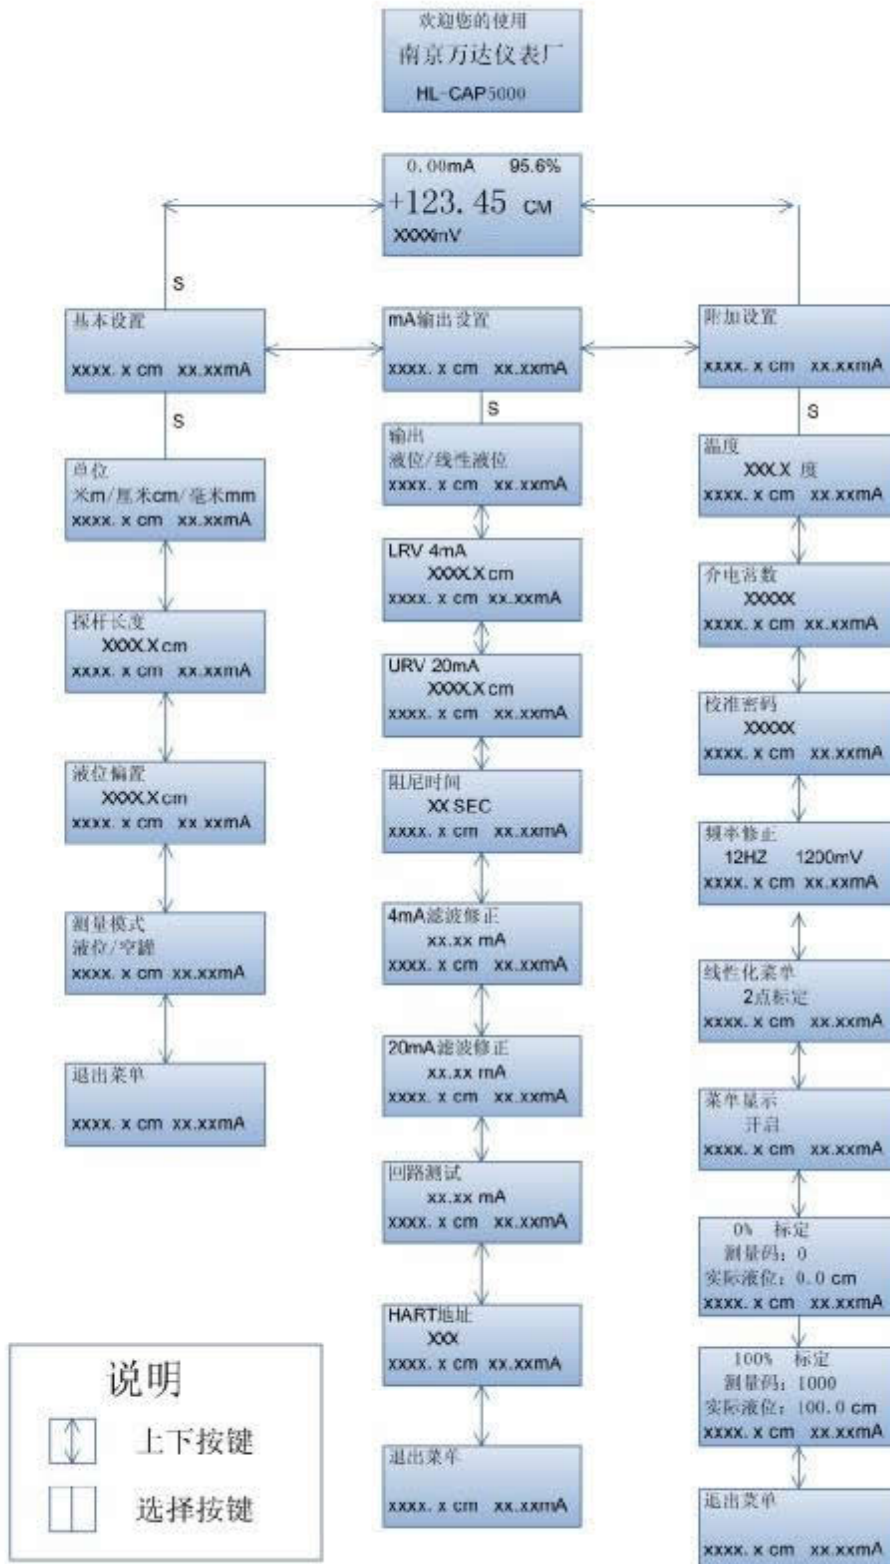 欢迎您的使用
南京万达仪表厂
HL-CAP5000
0.00mA 95.6%
+123.45 CM
XXXXmV
S
基本设置
xxxx. x cm xx.xxmA
S
单位
米m/厘米cm/毫米mm
xxxx. x cm xx.xxmA
探杆长度
XXXX.X cm
xxxx. x cm xx.xxmA
液位偏置
XXXX.X cm
xxxx. x cm xx.xxmA
测量模式
液位/空罐
xxxx. x cm xx.xxmA
退出菜单
xxxx. x cm xx.xxmA
mA输出设置
xxxx. x cm xx.xxmA
S
输出
液位/线性液位
xxxx. x cm xx.xxmA
LRV 4mA
XXXX.X cm
xxxx. x cm xx.xxmA
URV 20mA
XXXX.X cm
xxxx. x cm xx.xxmA
阻尼时间
XX SEC
xxxx. x cm xx.xxmA
4mA滤波修正
xx.xx mA
xxxx. x cm xx.xxmA
20mA滤波修正
xx.xx mA
xxxx. x cm xx.xxmA
回路测试
xx.xx mA
xxxx. x cm xx.xxmA
HART地址
XXX
xxxx. x cm xx.xxmA
退出菜单
xxxx. x cm xx.xxmA
附加设置
xxxx. x cm xx.xxmA
S
温度
XXX.X 度
xxxx. x cm xx.xxmA
介电常数
XXXXX
xxxx. x cm xx.xxmA
校准密码
XXXXX
xxxx. x cm xx.xxmA
频率修正
12HZ 1200mV
xxxx. x cm xx.xxmA
线性化菜单
2点标定
xxxx. x cm xx.xxmA
菜单显示
开启
xxxx. x cm xx.xxmA
0% 标定
测量码：0
实际液位：0.0 cm
xxxx. x cm xx.xxmA
100% 标定
测量码：1000
实际液位：100.0 cm
xxxx. x cm xx.xxmA
退出菜单
xxxx. x cm xx.xxmA
说明
上下按键
选择按键